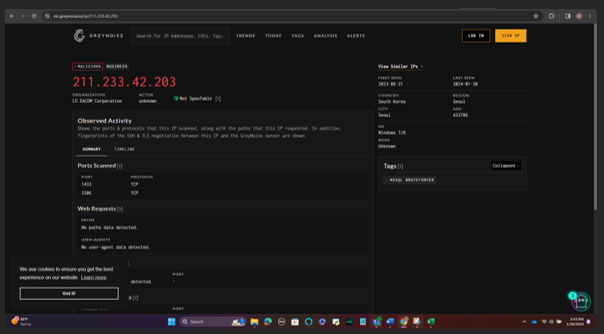 viz.greynoise.io/ip/211.233.42.203
GREYNOISE
Search for IP Addresses, CVEs, Tags
TRENDS TODAY TAGS ANALYSIS ALERTS
LOG IN
SIGN UP
MALICIOUS BUSINESS
211.233.42.203
ORGANIZATION
LG DACOM Corporation
ACTOR
unknown
Not Spoofable [?]
View Similar IPs
FIRST SEEN
2023-06-21
LAST SEEN
2024-01-30
COUNTRY
South Korea
REGION
Seoul
CITY
Seoul
ASN
AS3786
OS
Windows 7/8
RDNS
Unknown
Tags [?]
Collapsed
MSSQL BRUTEFORCER
Observed Activity
Shows the ports & protocols that this IP scanned, along with the paths that this IP requested. In addition,
fingerprints of the SSH & TLS negotiation between this IP and the GreyNoise sensor are shown.
SUMMARY TIMELINE
Ports Scanned [?]
PORT PROTOCOL
1433 TCP
3306 TCP
Web Requests [?]
PATHS
No paths data detected.
USER-AGENTS
No user-agent data detected.
PORT
detected. -
PORT
We use cookies to ensure you get the best
experience on our website. Learn more
Got it!
Sunny
Search
5:43 PM
1/30/2024